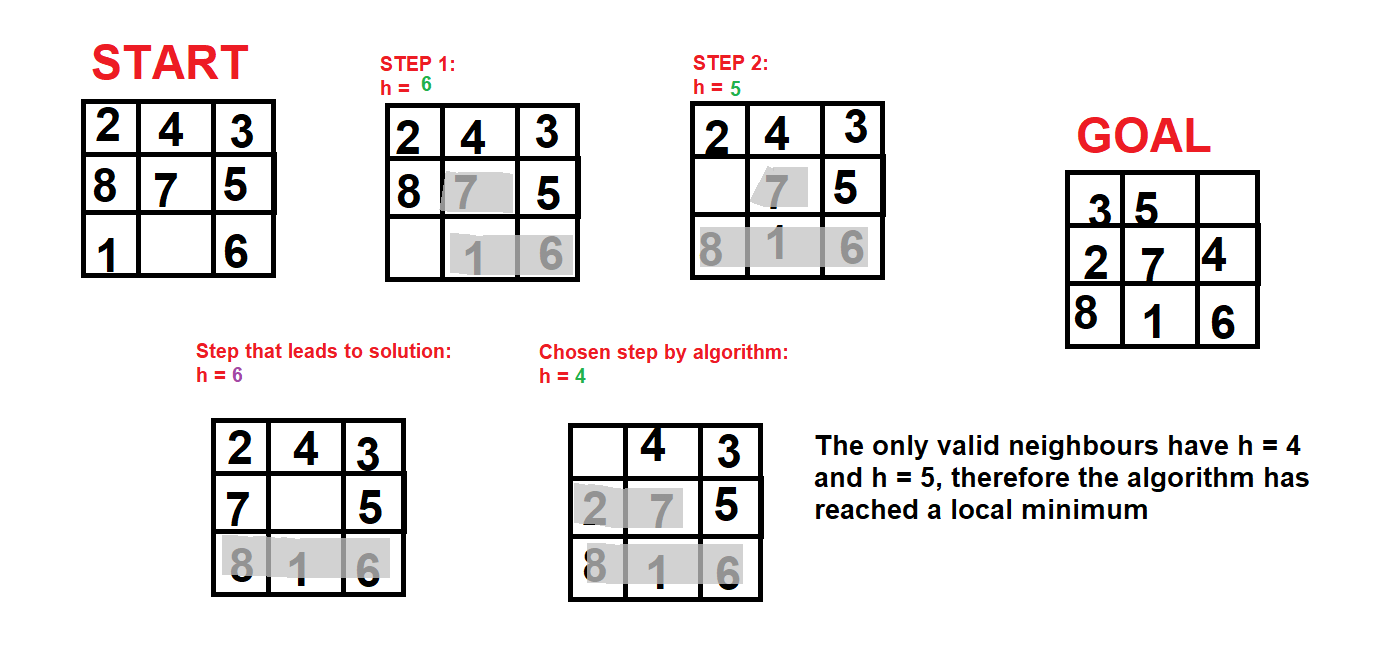 START
2 4 3
8 7 5
1 6
STEP 1:
h = 6
2 4 3
8 7 5
1 6
STEP 2:
h = 5
2 4 3
7 5
8 1 6
GOAL
3 5
2 7 4
8 1 6
Step that leads to solution:
h = 6
2 4 3
7 5
8 1 6
Chosen step by algorithm:
h = 4
4 3
2 7 5
8 1 6
The only valid neighbours have h = 4
and h = 5, therefore the algorithm has
reached a local minimum